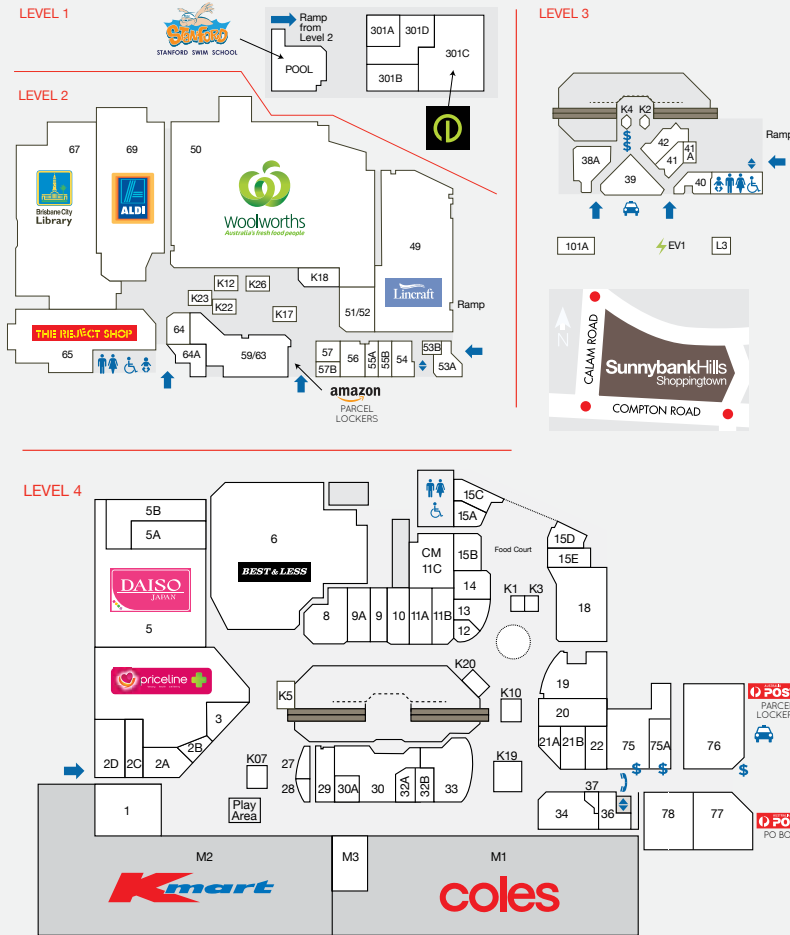 LEVEL 1
STANFORD
STANFORD SWIM SCHOOL
Ramp
from
Level 2
POOL
301A
301D
301C
301B
LEVEL 2
67
Brisbane City
Library
69
ALDI
50
Woolworths
Australia's fresh food people
49
Lincraft
Ramp
K18
K12
K26
K23
K22
K17
51/52
THE REJECT SHOP
65
64
64A
59/63
57
57B
56
55A
55B
54
53B
53A
amazon
PARCEL
LOCKERS
LEVEL 3
K4
K2
$
$
42
41
41
A
38A
39
40
Ramp
101A
EV1
L3
N
CALAM ROAD
SunnybankHills
Shoppingtown
COMPTON ROAD
LEVEL 4
5B
5A
DAISO
JAPAN
5
6
BEST & LESS
15C
15A
CM
11C
15B
14
13
12
Food Court
15D
15E
18
K1
K3
8
9A
9
10
11A
11B
priceline
3
2B
2A
2C
2D
K5
K20
K10
K07
K19
Play
Area
27
28
29
30A
30
32A
32B
33
19
20
21A
21B
22
75
75A
76
$
$
$
POS
PARCEL
LOCKER
37
34
36
78
77
POS
PO BO
1
M2
Kmart
M3
M1
coles